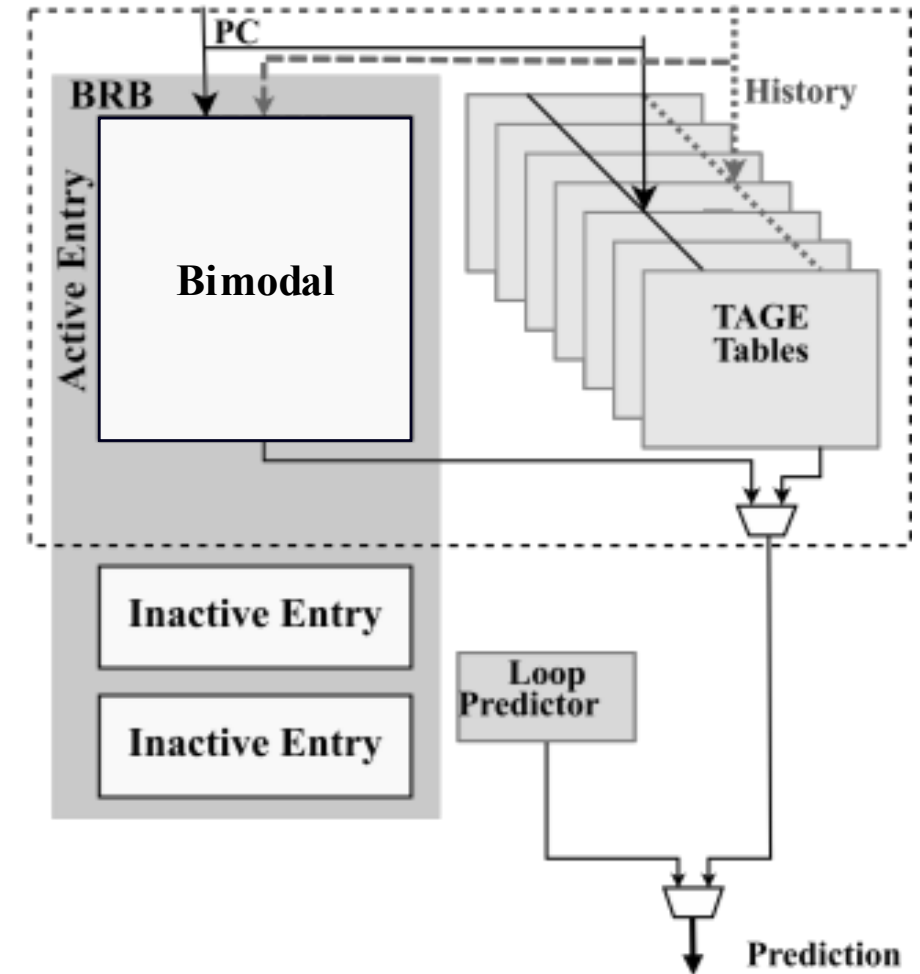 PC
BRB
History
Active Entry
Bimodal
TAGE
Tables
Inactive Entry
Loop
Predictor
Inactive Entry
Prediction